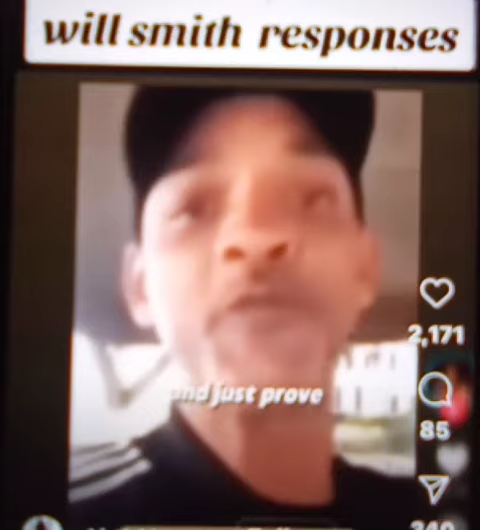 will smith responses
2,171
and just prove
85